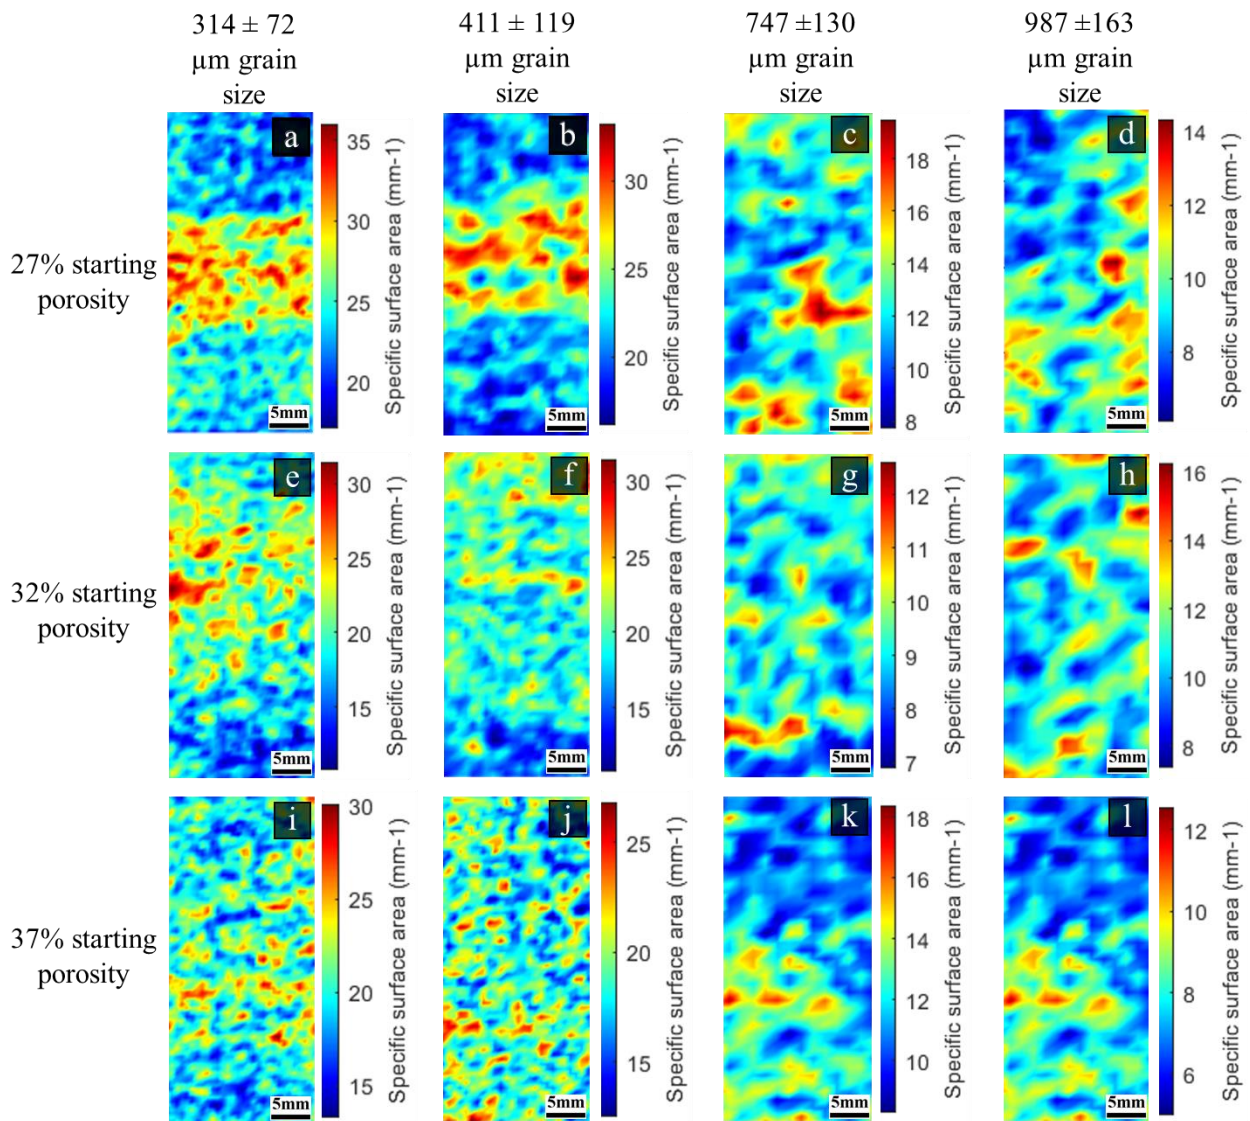 314 ± 72
µm grain
size
411 ± 119
µm grain
size
747 ±130
µm grain
size
987 ±163
µm grain
size
27% starting
porosity
a
5mm
35
30
25
20
Specific surface area (mm-1)
b
5mm
30
25
20
Specific surface area (mm-1)
c
5mm
18
16
14
12
10
8
Specific surface area (mm-1)
d
5mm
14
12
10
8
Specific surface area (mm-1)
32% starting
porosity
e
5mm
30
25
20
15
Specific surface area (mm-1)
f
5mm
30
25
20
15
Specific surface area (mm-1)
g
5mm
12
11
10
9
8
7
Specific surface area (mm-1)
h
5mm
16
14
12
10
8
Specific surface area (mm-1)
37% starting
porosity
i
5mm
30
25
20
15
Specific surface area (mm-1)
j
5mm
25
20
15
Specific surface area (mm-1)
k
5mm
18
16
14
12
10
Specific surface area (mm-1)
l
5mm
12
10
8
6
Specific surface area (mm-1)